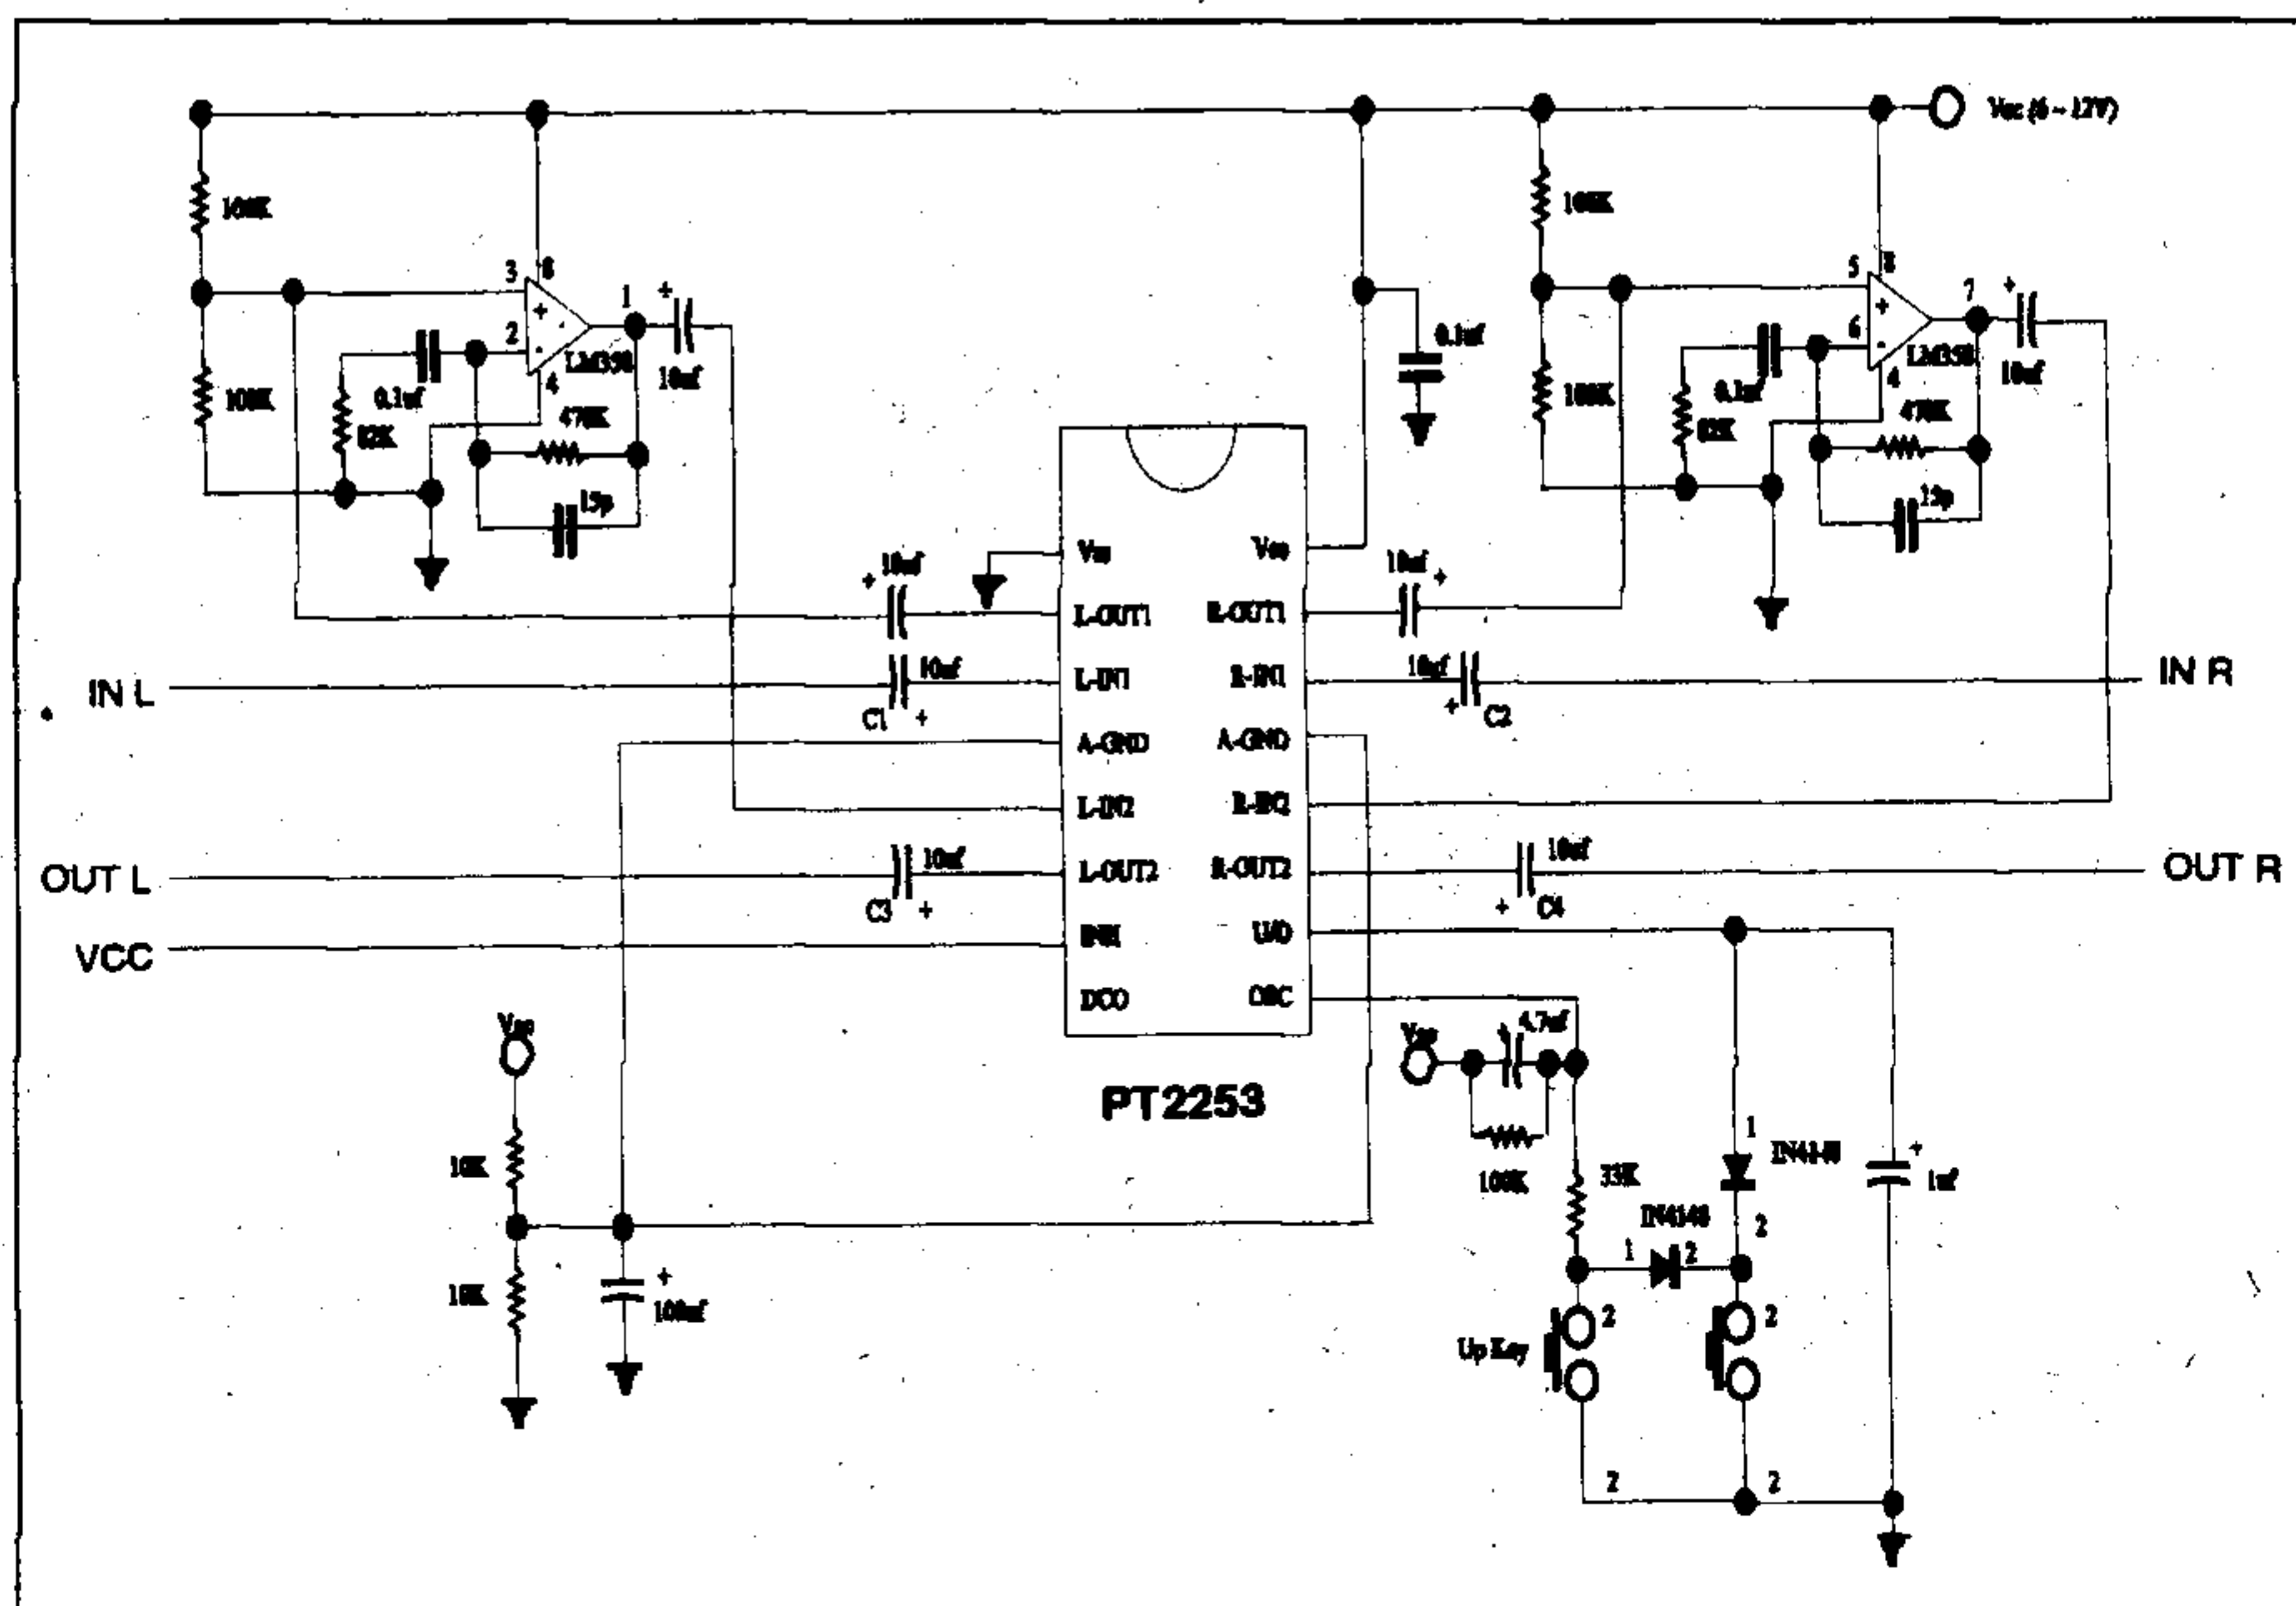 100K
3
8
+
2
-
1
+
LM358
4
0.1uf
10uf
100K
82K
470K
15p
Vcc (6 ~ 12V)
100K
5
8
+
6
-
7
+
LM358
4
0.1uf
0.1uf
10uf
100K
82K
470K
15p
+
10uf
10uf
+
L-OUT1
R-OUT1
IN L
10uf
C1
+
L-IN1
R-IN1
10uf
+
C2
IN R
A-GND
A-GND
L-IN2
R-IN2
OUT L
10uf
C3
+
L-OUT2
R-OUT2
10uf
+
C4
OUT R
VCC
INH
U/D
DCO
OSC
PT2253
10K
10K
+
100uf
+
4.7uf
100K
33K
1
IN4148
2
IN4148
1
2
+
1uf
Up Key
2
2
2
2